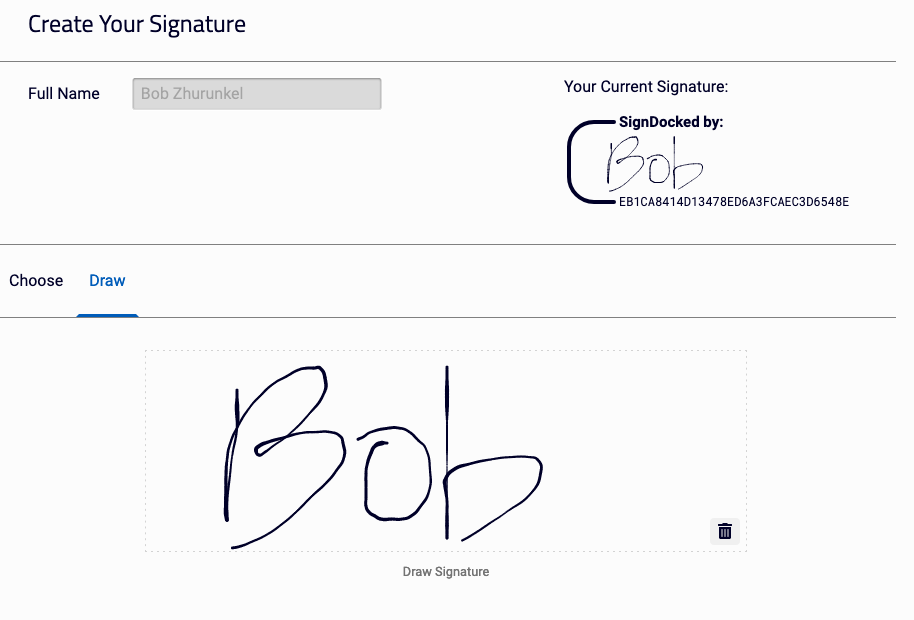 Create Your Signature
Full Name
Bob Zhurunkel
Your Current Signature:
SignDocked by:
Bob
EB1CA8414D13478ED6A3FCAEC3D6548E
Choose
Draw
Bob
Draw Signature